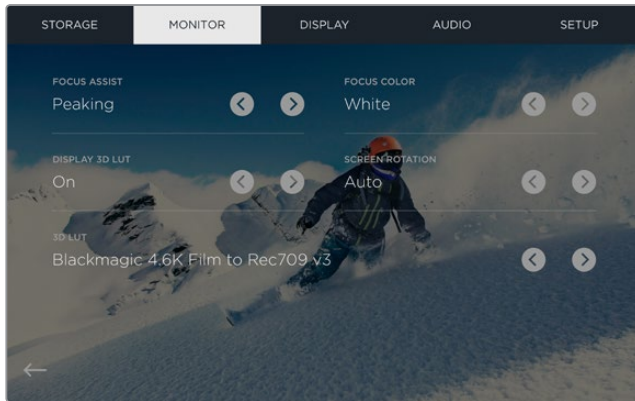 STORAGE MONITOR DISPLAY AUDIO SETUP
FOCUS ASSIST FOCUS COLOR
Peaking White
DISPLAY 3D LUT SCREEN ROTATION
On Auto
3D LUT
Blackmagic 4.6K Film to Rec709 v3